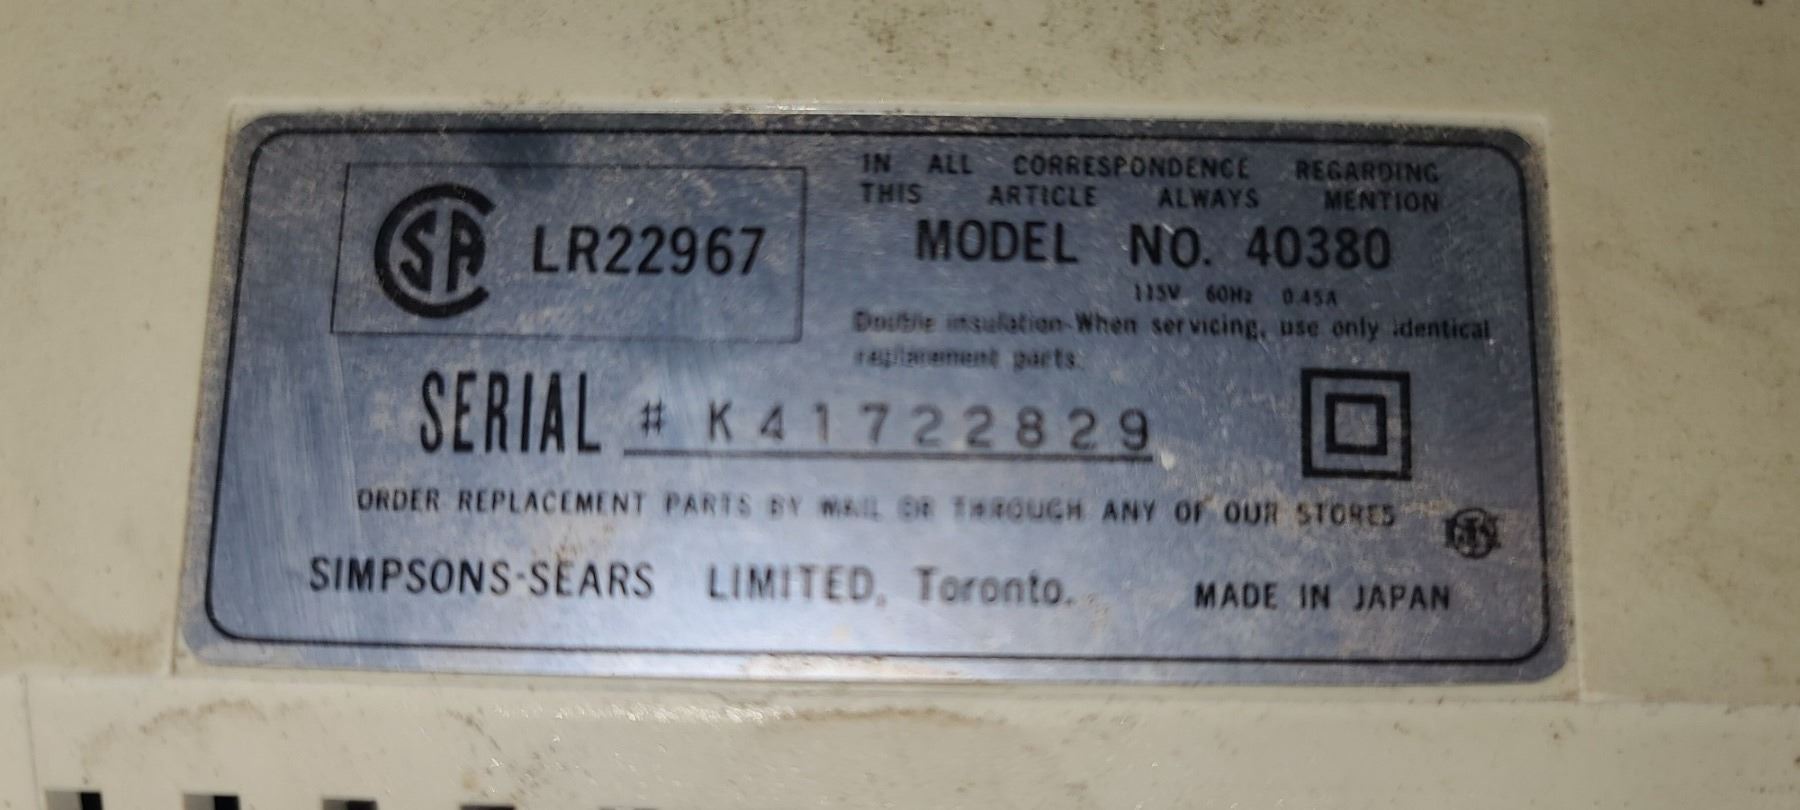 IN ALL CORRESPONDENCE REGARDING
THIS ARTICLE ALWAYS MENTION
CSA LR22967
MODEL NO. 40380
115V 60Hz 0.45A
Double insulation-When servicing, use only identical
replacement parts.
SERIAL # K41722829
ORDER REPLACEMENT PARTS BY MAIL OR THROUGH ANY OF OUR STORES
SIMPSONS-SEARS LIMITED, Toronto. MADE IN JAPAN